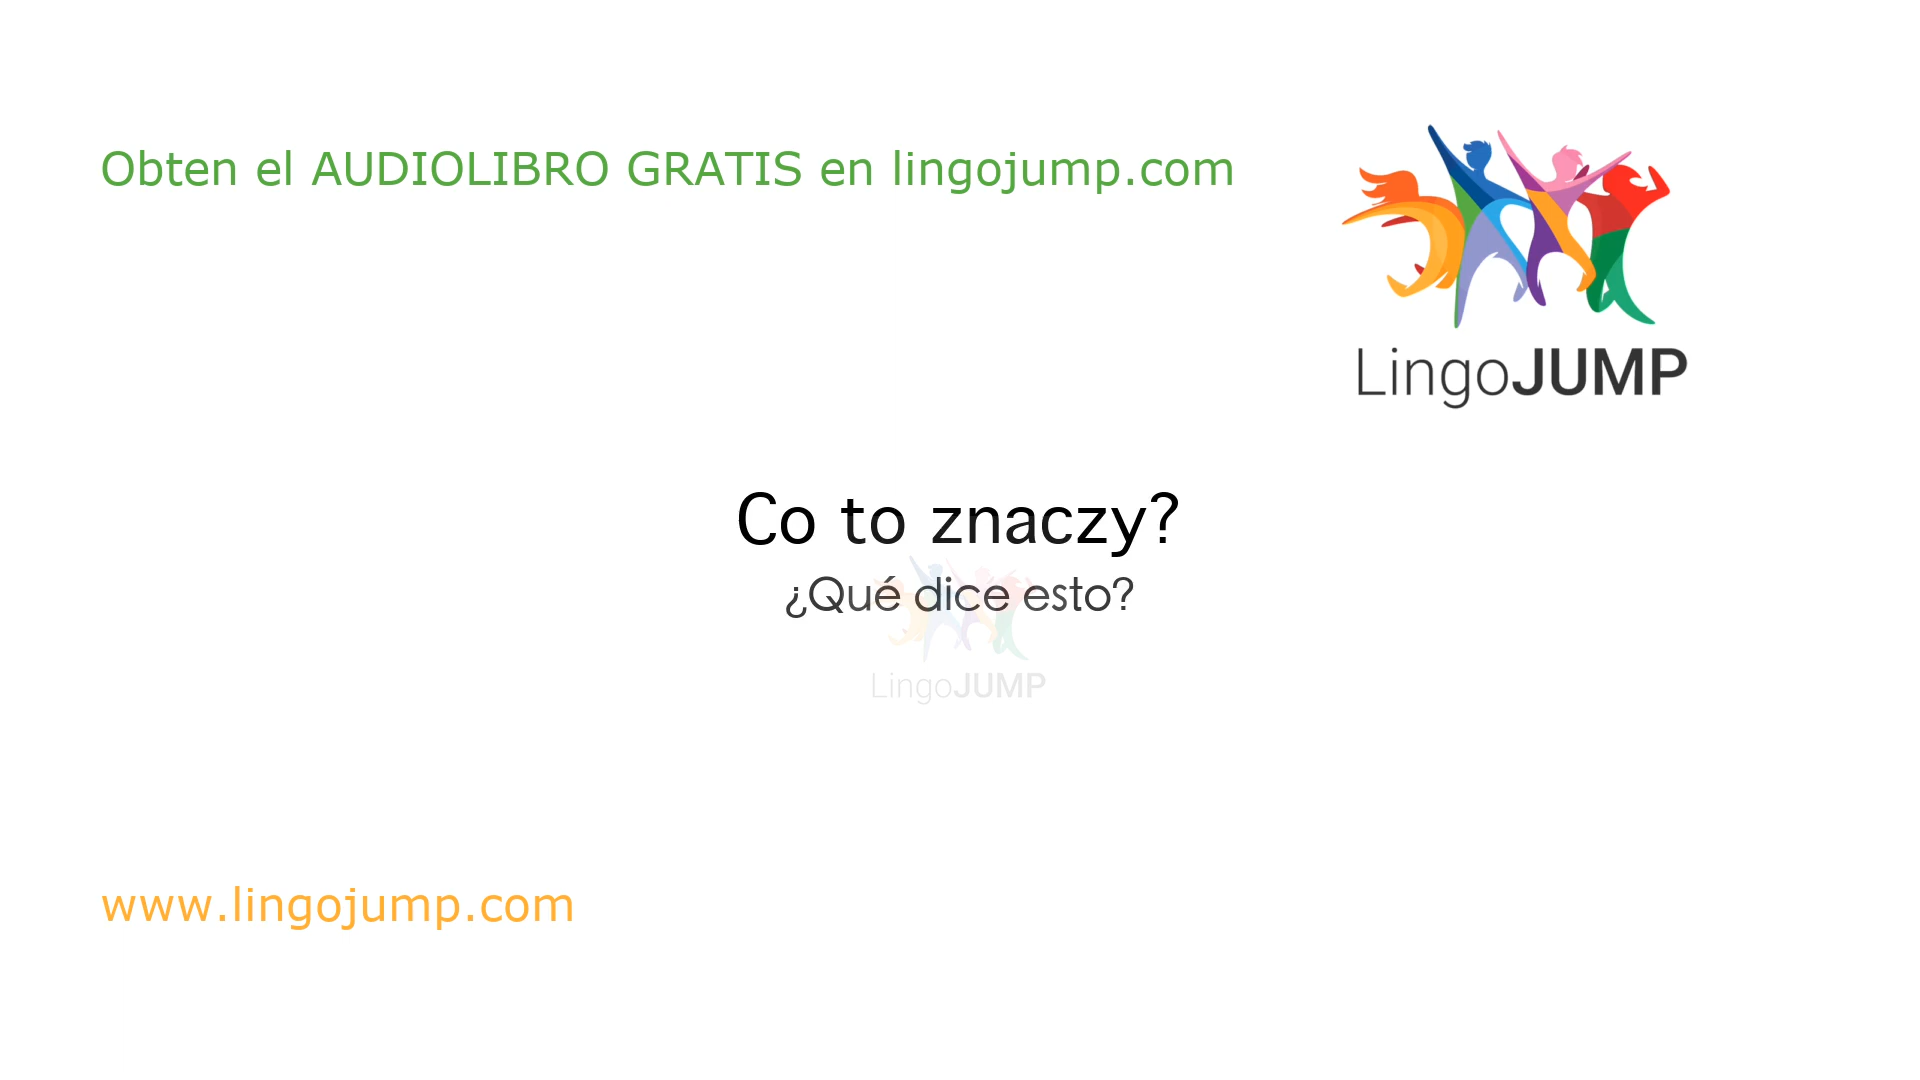 Obten el AUDIOLIBRO GRATIS en lingojump.com
LingoJUMP
Co to znaczy?
¿Qué dice esto?
LingoJUMP
www.lingojump.com